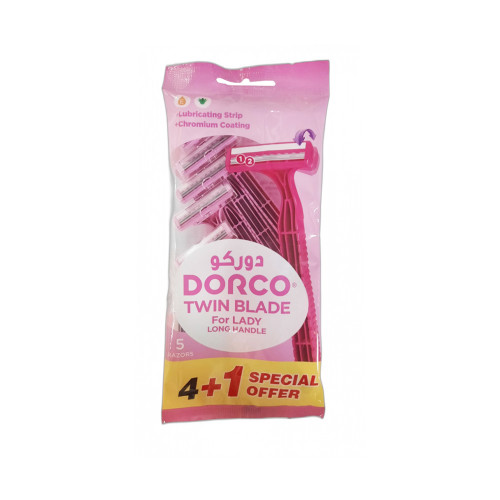 Lubricating Strip
Chromium Coating
1 2
دوركو
DORCO®
TWIN BLADE
For LADY
LONG HANDLE
5
RAZORS
4+1 SPECIAL
OFFER